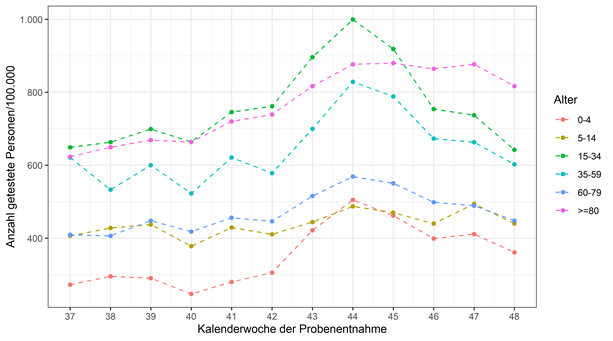 Anzahl getestete Personen/100.000
1.000
800
600
400
37 38 39 40 41 42 43 44 45 46 47 48
Kalenderwoche der Probenentnahme
Alter
0-4
5-14
15-34
35-59
60-79
>=80